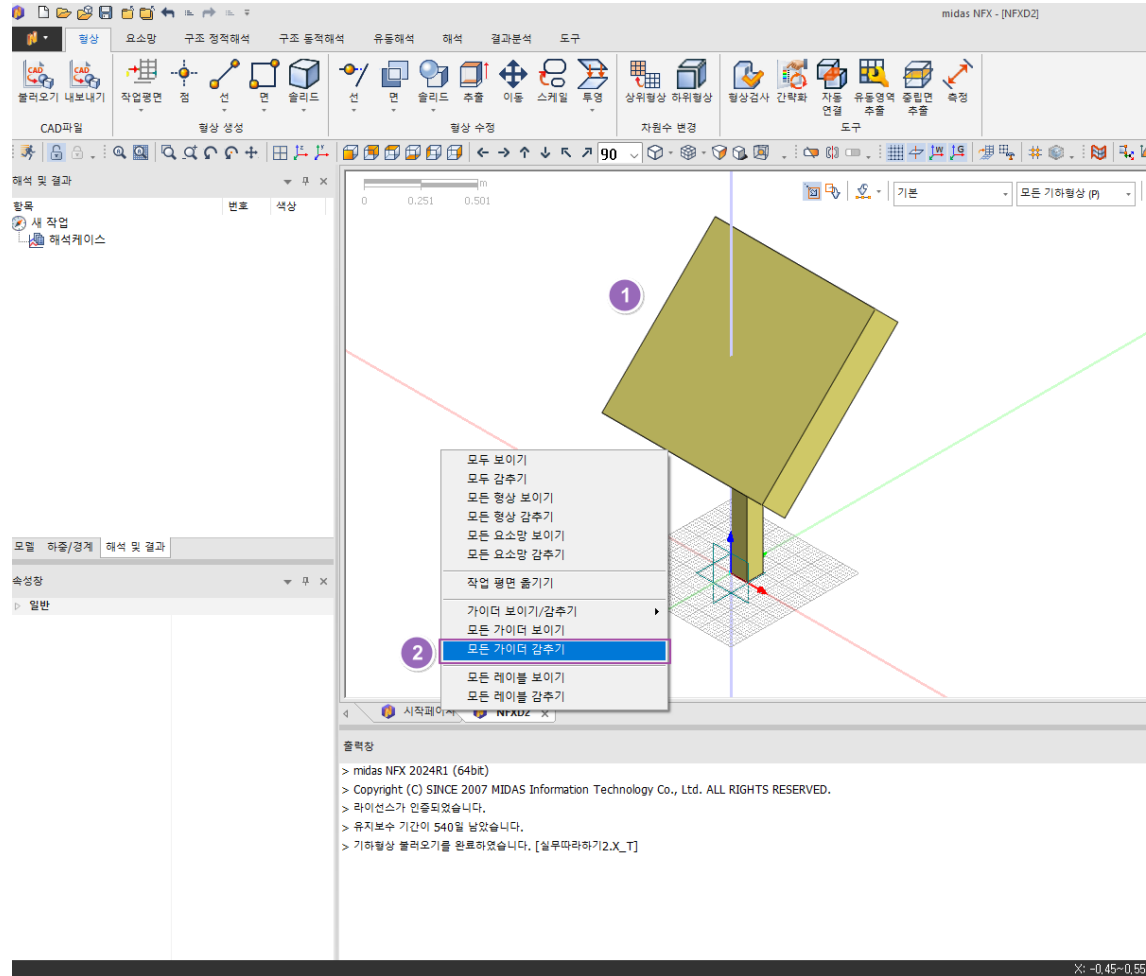 midas NFX - [NFXD2]
형상 요소망 구조 정적해석 구조 동적해석 유동해석 해석 결과분석 도구
CAD CAD
불러오기 내보내기 작업평면 점 선 면 솔리드 선 면 솔리드 추출 이동 스케일 투영 상위형상 하위형상 형상검사 간략화 자동 연결 유동영역 추출 중립면 추출 측정
CAD파일 형상 생성 형상 수정 차원수 변경 도구
90
해석 및 결과
항목 번호 색상
새 작업
해석케이스
m
0 0.251 0.501
기본 모든 기하형상 (P)
1
모두 보이기
모두 감추기
모든 형상 보이기
모든 형상 감추기
모든 요소망 보이기
모든 요소망 감추기
작업 평면 옮기기
가이더 보이기/감추기
모든 가이더 보이기
2
모든 가이더 감추기
모든 레이블 보이기
모든 레이블 감추기
모델 하중/경계 해석 및 결과
속성창
일반
시작페이지 NFXD2
출력창
> midas NFX 2024R1 (64bit)
> Copyright (C) SINCE 2007 MIDAS Information Technology Co., Ltd. ALL RIGHTS RESERVED.
> 라이선스가 인증되었습니다.
> 유지보수 기간이 540일 남았습니다.
> 기하형상 불러오기를 완료하였습니다. [실무따라하기2.X_T]
X: -0.45~0.55